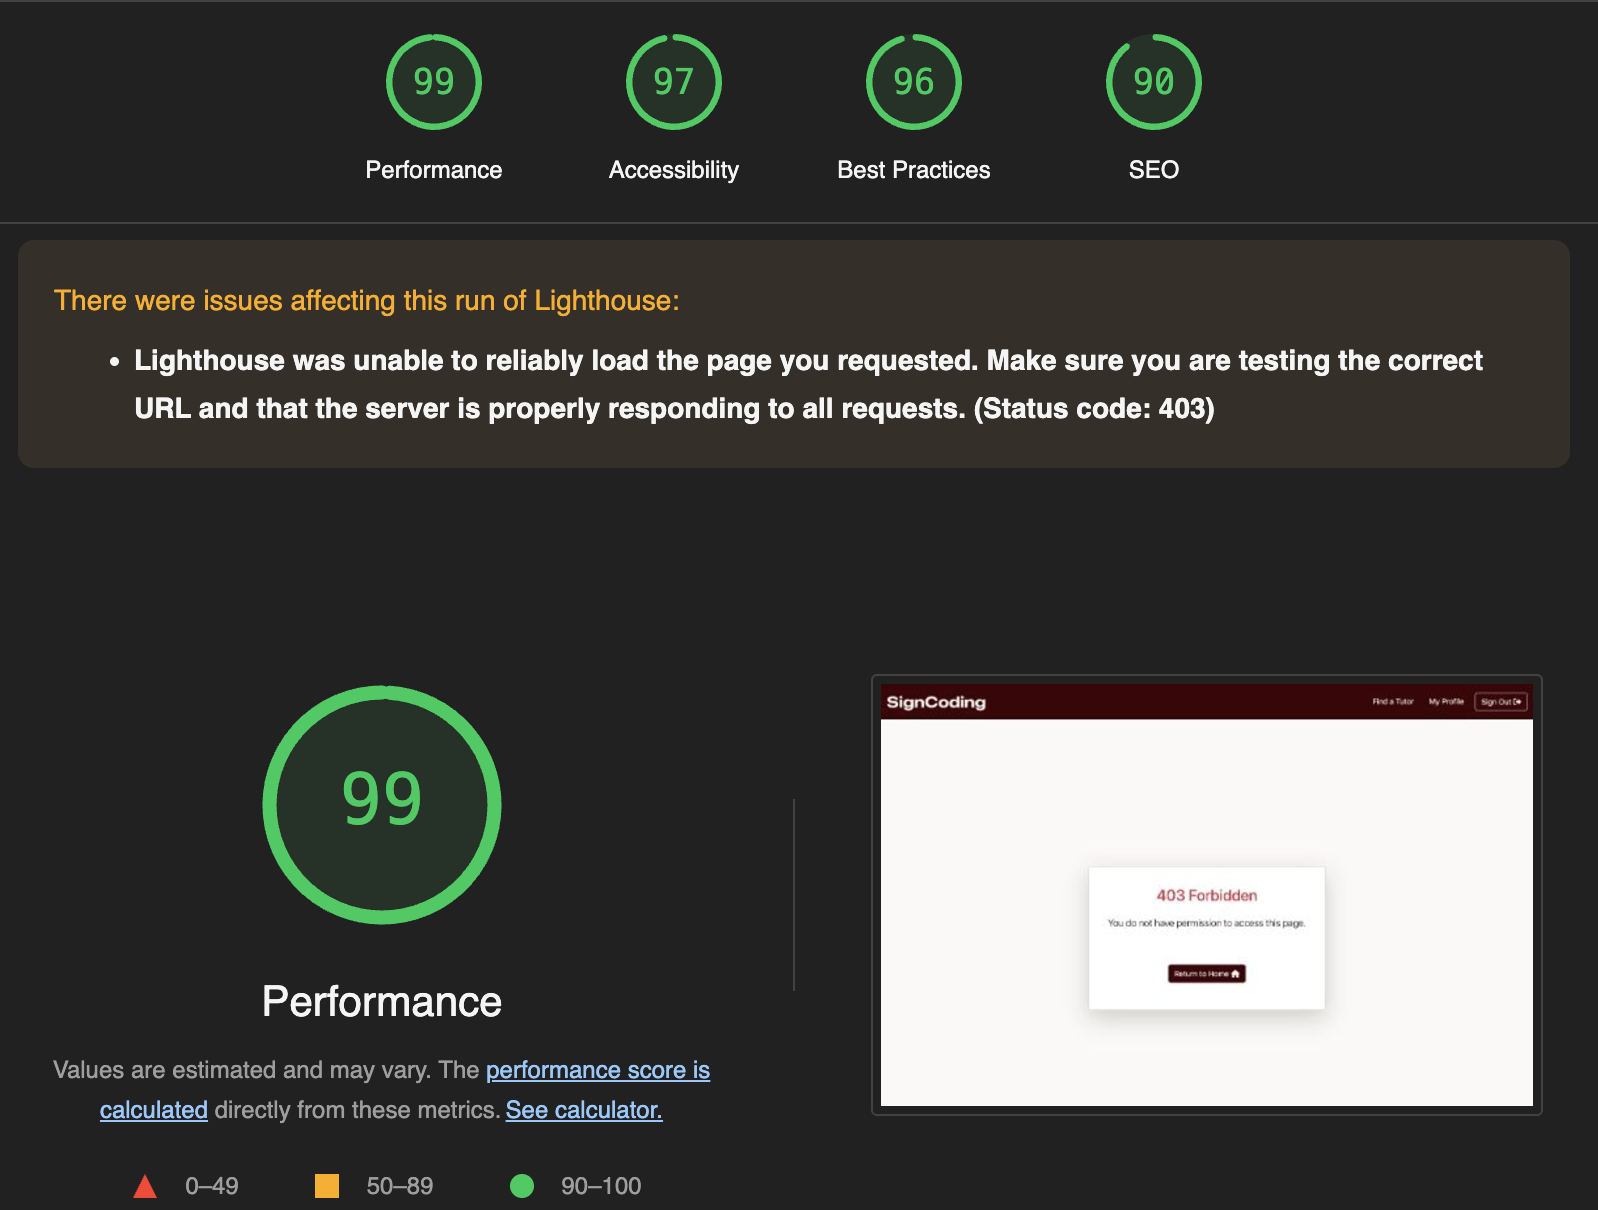 99
97
96
90
Performance
Accessibility
Best Practices
SEO
There were issues affecting this run of Lighthouse:
• Lighthouse was unable to reliably load the page you requested. Make sure you are testing the correct
URL and that the server is properly responding to all requests. (Status code: 403)
99
Performance
Values are estimated and may vary. The performance score is
calculated directly from these metrics. See calculator.
0–49
50–89
90–100
SignCoding
Find a Tutor
My Profile
Sign Out
403 Forbidden
You do not have permission to access this page.
Return to Home